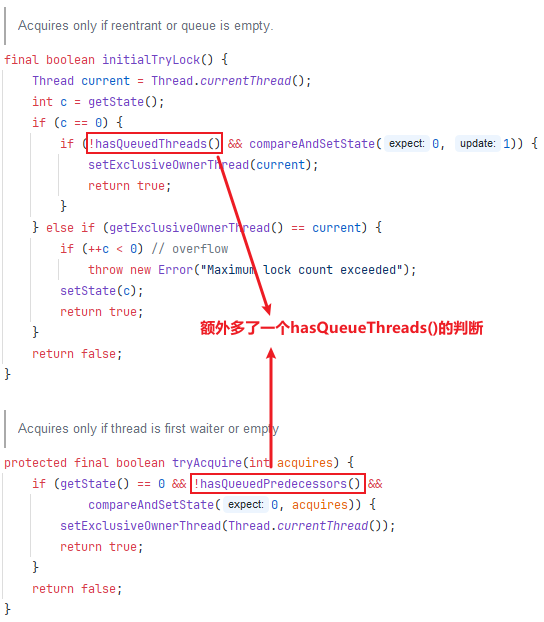 Acquires only if reentrant or queue is empty.
final boolean initialTryLock() {
Thread current = Thread.currentThread();
int c = getState();
if (c == 0) {
if (!hasQueuedThreads() && compareAndSetState( expect: 0, update: 1)) {
setExclusiveOwnerThread(current);
return true;
}
} else if (getExclusiveOwnerThread() == current) {
if (++c < 0) // overflow
throw new Error("Maximum lock count exceeded");
setState(c);
return true;
额外多了一个hasQueueThreads()的判断
}
return false;
}
Acquires only if thread is first waiter or empty
protected final boolean tryAcquire(int acquires) {
if (getState() == 0 && !hasQueuedPredecessors() &&
compareAndSetState( expect: 0, acquires)) {
setExclusiveOwnerThread(Thread.currentThread());
return true;
}
return false;
}